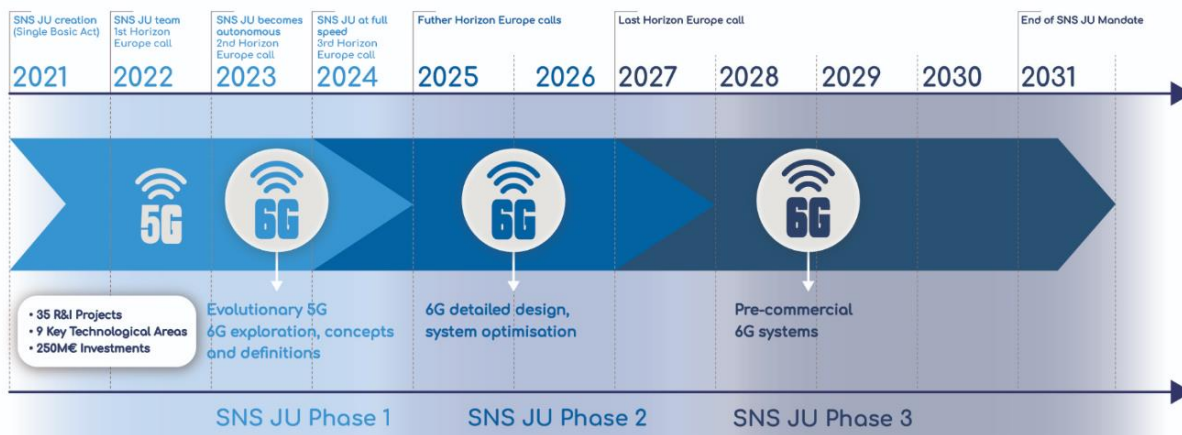 SNS JU creation
(Single Basic Act)
SNS JU team
1st Horizon
Europe call
SNS JU becomes
autonomous
2nd Horizon
Europe call
SNS JU at full
speed
3rd Horizon
Europe call
Futher Horizon Europe calls
Last Horizon Europe call
End of SNS JU Mandate
2021
2022
2023
2024
2025
2026
2027
2028
2029
2030
2031
5G
6G
6G
6G
• 35 R&I Projects
• 9 Key Technological Areas
• 250M€ Investments
Evolutionary 5G
6G exploration, concepts
and definitions
6G detailed design,
system optimisation
Pre-commercial
6G systems
SNS JU Phase 1
SNS JU Phase 2
SNS JU Phase 3